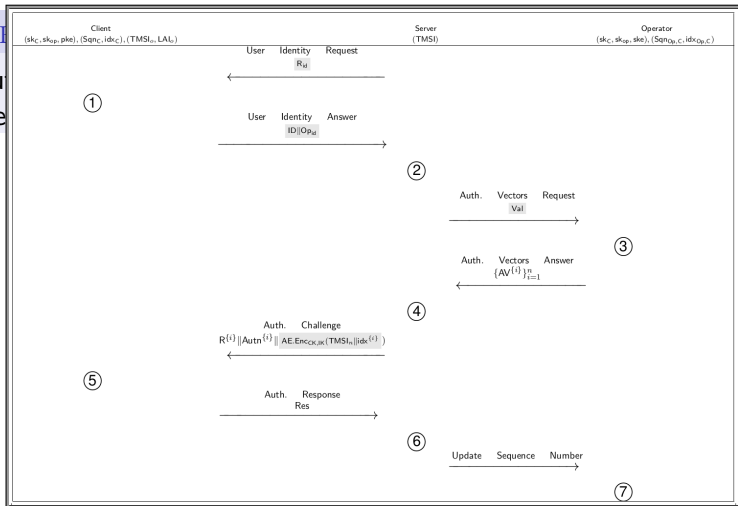 Client
Server
Operator
(sk_C, sk_op, pke), (Sqn_C, idx_C), (TMSI_o, LAI_o)
(TMSI)
(sk_C, sk_op, ske), (Sqn_Op,C, idx_Op,C)
User Identity Request
R_id
①
User Identity Answer
ID∥Op_id
②
Auth. Vectors Request
Val
③
Auth. Vectors Answer
{AV^{i}}^n_{i=1}
④
Auth. Challenge
R^{i}∥Autn^{i}∥ AE.Enc_CK,IK(TMSI_n∥idx^{i} )
⑤
Auth. Response
Res
⑥
Update Sequence Number
⑦